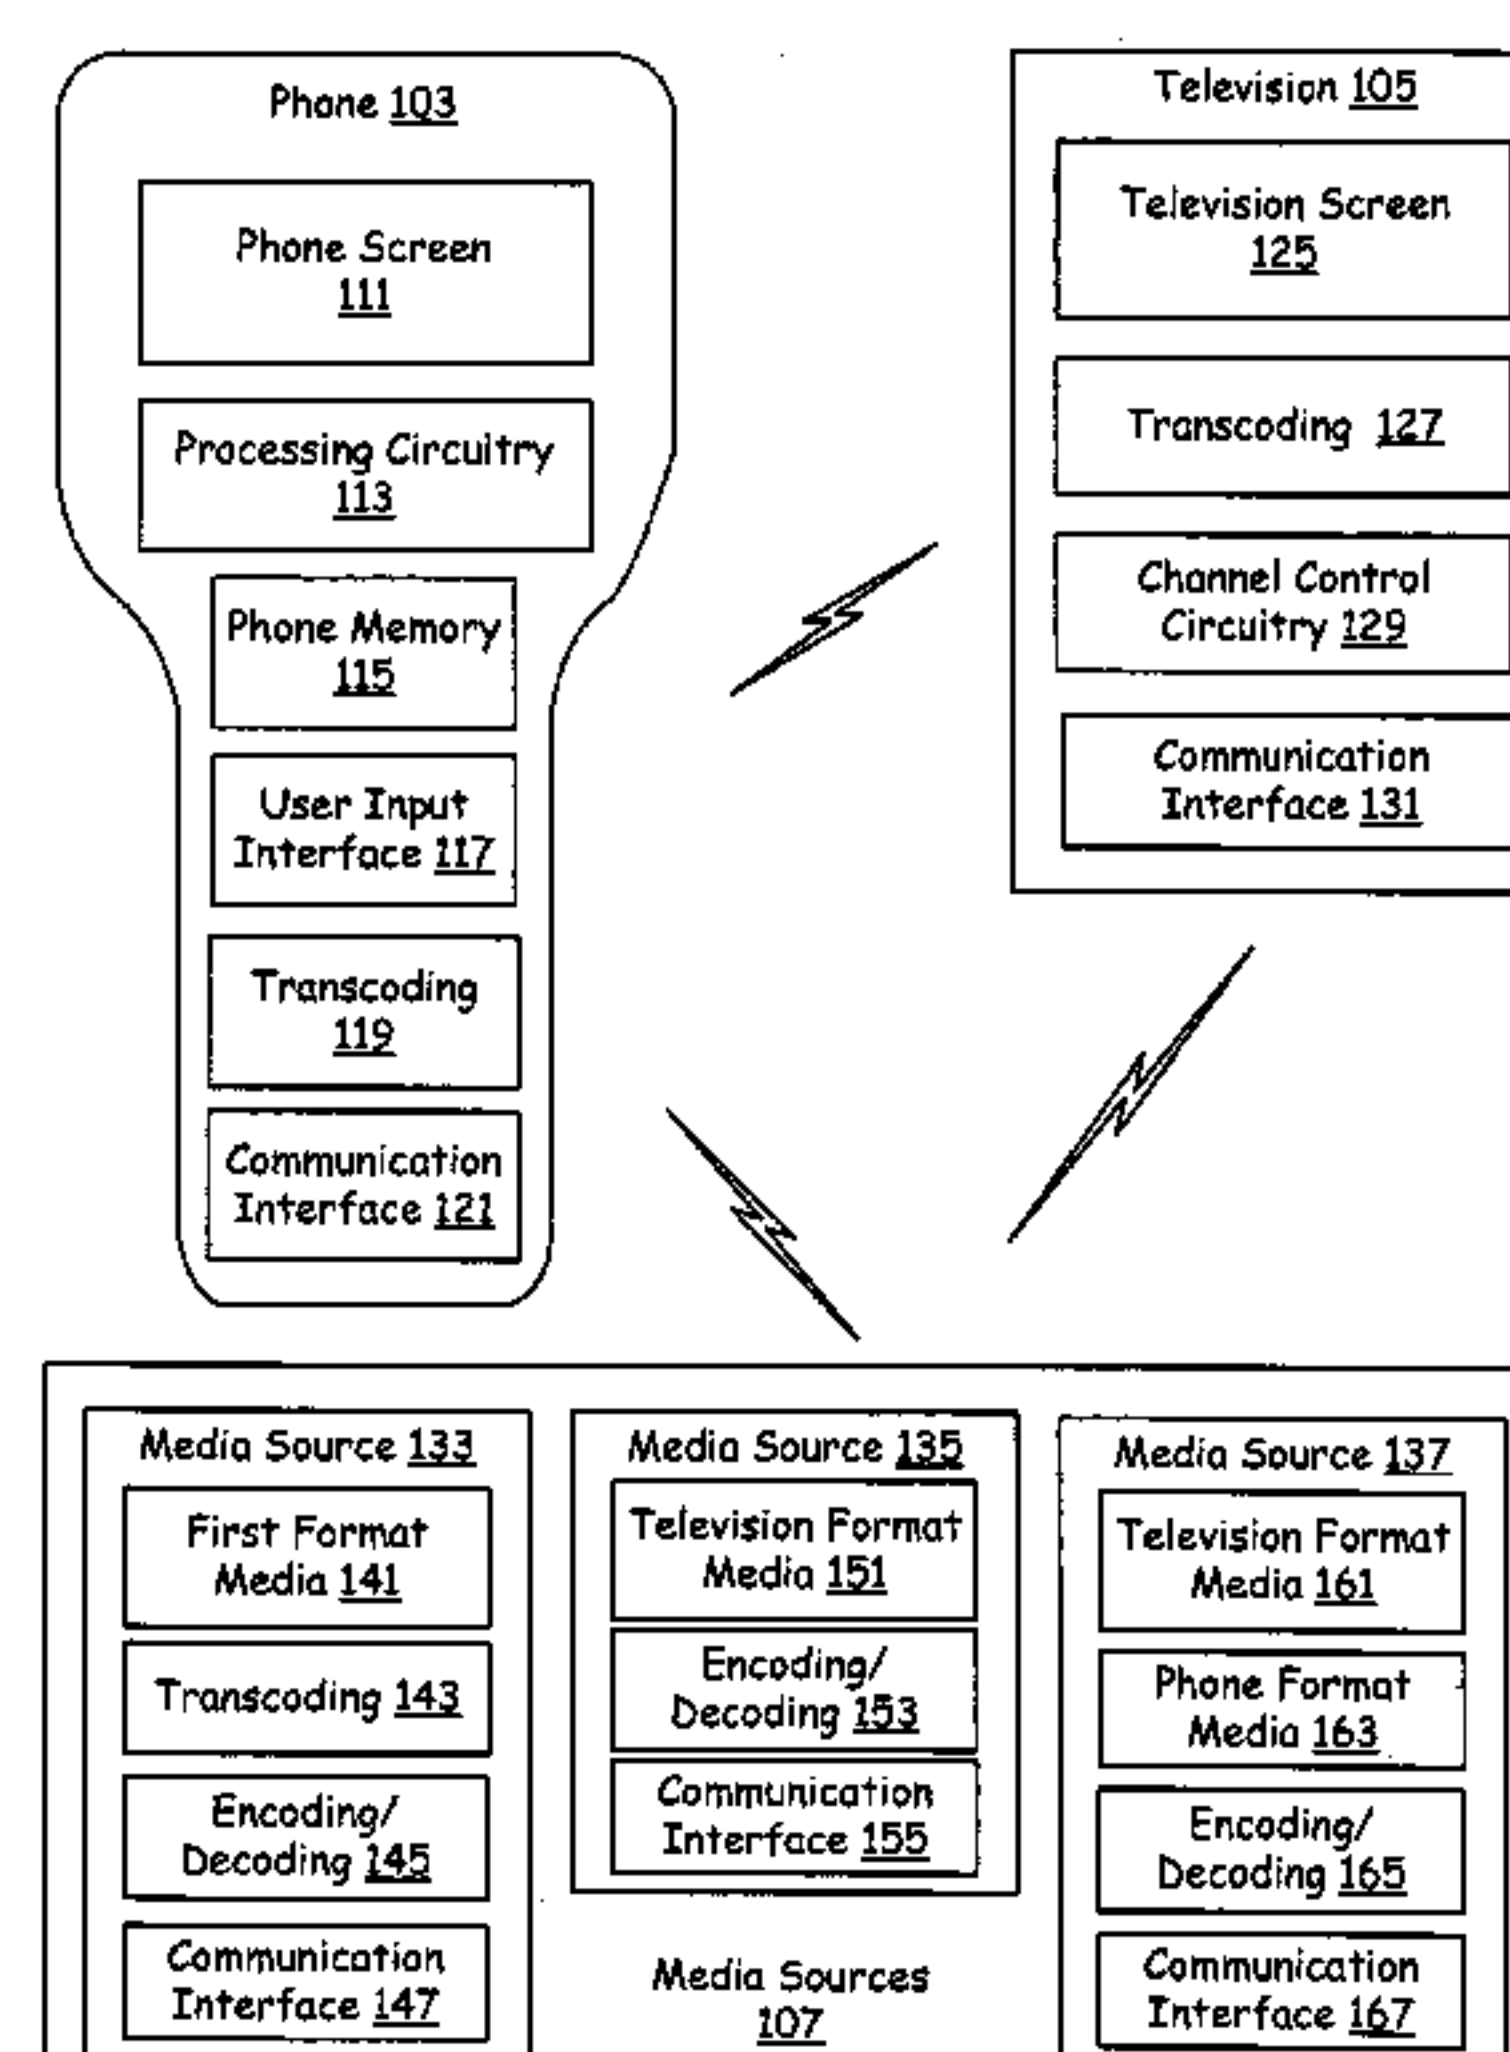 Phone 103
Phone Screen
111
Processing Circuitry
113
Phone Memory
115
User Input
Interface 117
Transcoding
119
Communication
Interface 121
Television 105
Television Screen
125
Transcoding 127
Channel Control
Circuitry 129
Communication
Interface 131
Media Source 133
First Format
Media 141
Transcoding 143
Encoding/
Decoding 145
Communication
Interface 147
Media Source 135
Television Format
Media 151
Encoding/
Decoding 153
Communication
Interface 155
Media Sources
107
Media Source 137
Television Format
Media 161
Phone Format
Media 163
Encoding/
Decoding 165
Communication
Interface 167